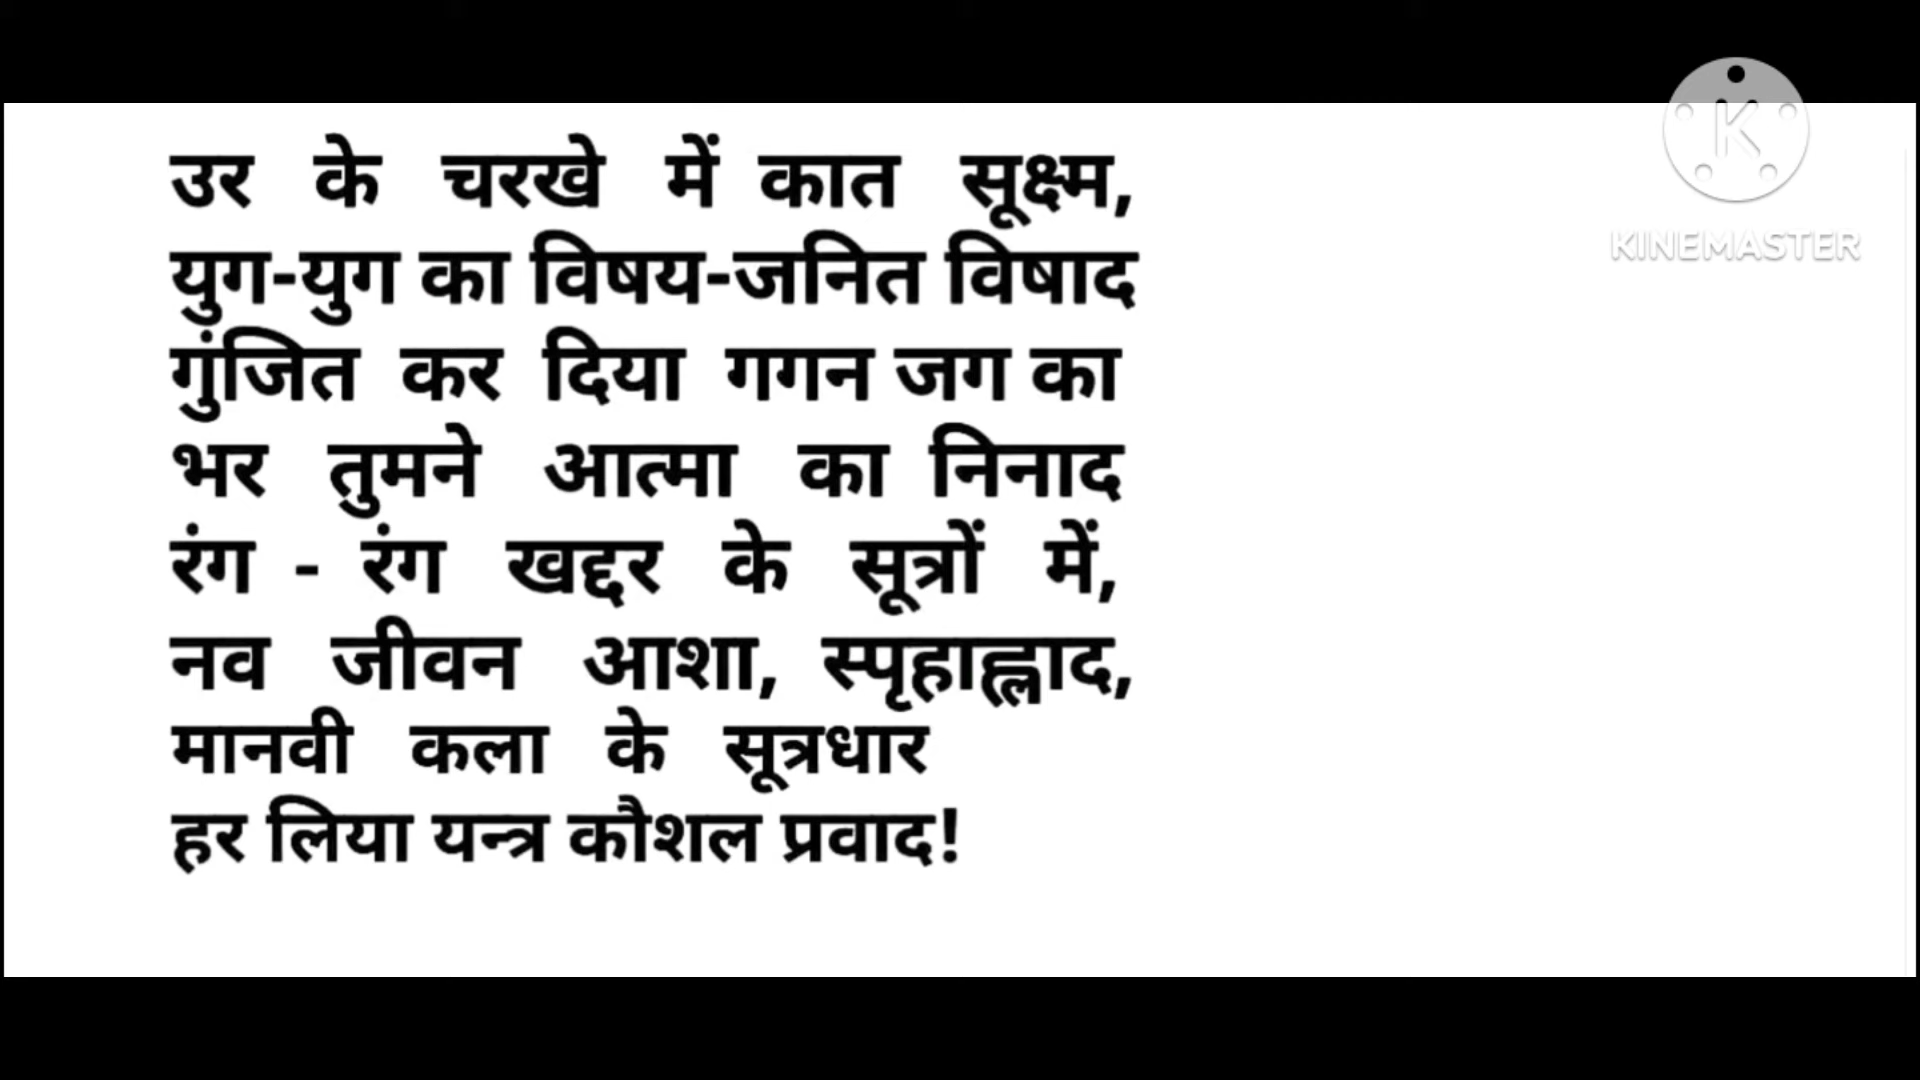 उर के चरखे में कात सूक्ष्म,
युग-युग का विषय-जनित विषाद
गुंजित कर दिया गगन जग का
भर तुमने आत्मा का निनाद
रंग - रंग खद्दर के सूत्रों में,
नव जीवन आशा, स्पृहाह्लाद,
मानवी कला के सूत्रधार
हर लिया यन्त्र कौशल प्रवाद!
K
KINEMASTER